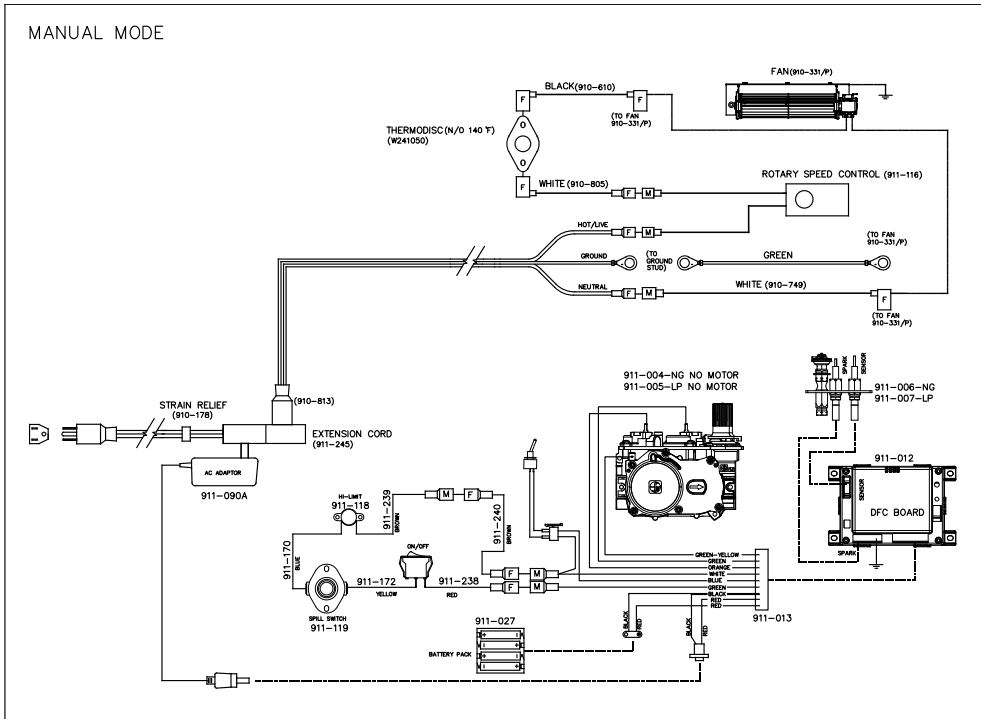 MANUAL MODE
FAN(910-331/P)
BLACK(910-610)
F
F
(TO FAN
910-331/P)
THERMODISC(N/O 140°F)
(W241050)
F
WHITE (910-805)
F
M
ROTARY SPEED CONTROL (911-116)
HOT/LIVE
F
M
GROUND
(TO
GROUND
STUD)
GREEN
(TO FAN
910-331/P)
NEUTRAL
F
M
WHITE (910-749)
F
(TO FAN
910-331/P)
STRAIN RELIEF
(910-178)
(910-813)
EXTENSION CORD
(911-245)
AC ADAPTOR
911-090A
911-004-NG NO MOTOR
911-005-LP NO MOTOR
SPARK
SENSOR
911-006-NG
911-007-LP
911-012
SENSOR
DFC BOARD
SPARK
HI-LIMIT
911-118
911-239
BROWN
M
F
911-240
BROWN
911-170
BLUE
ON/OFF
911-172
YELLOW
911-238
RED
F
M
F
M
SPILL SWITCH
911-119
GREEN-YELLOW
GREEN
ORANGE
WHITE
BLUE
GREEN
BLACK
RED
RED
911-013
BLACK
RED
BLACK
RED
911-027
BATTERY PACK